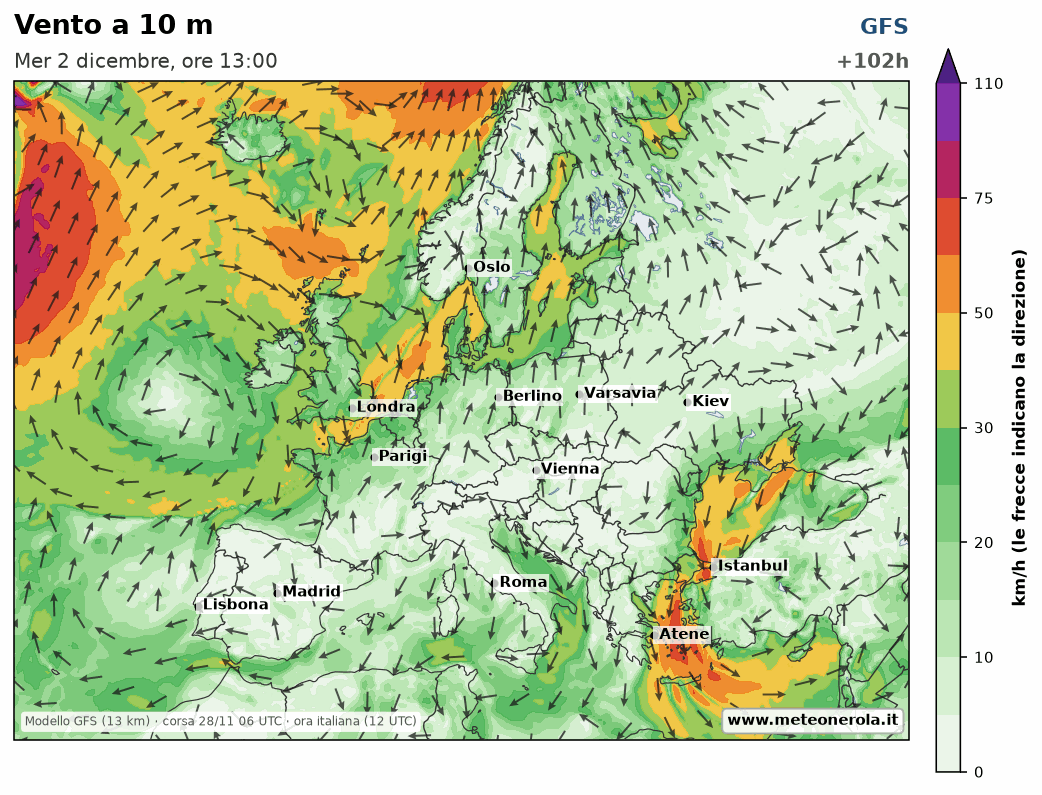 Vento a 10 m
GFS
Mer 2 dicembre, ore 13:00
+102h
110
75
50
30
20
10
0
km/h (le frecce indicano la direzione)
Oslo
Londra
Berlino
Varsavia
Kiev
Parigi
Vienna
Istanbul
Roma
Madrid
Lisbona
Atene
Modello GFS (13 km) · corsa 28/11 06 UTC · ora italiana (12 UTC)
www.meteonerola.it